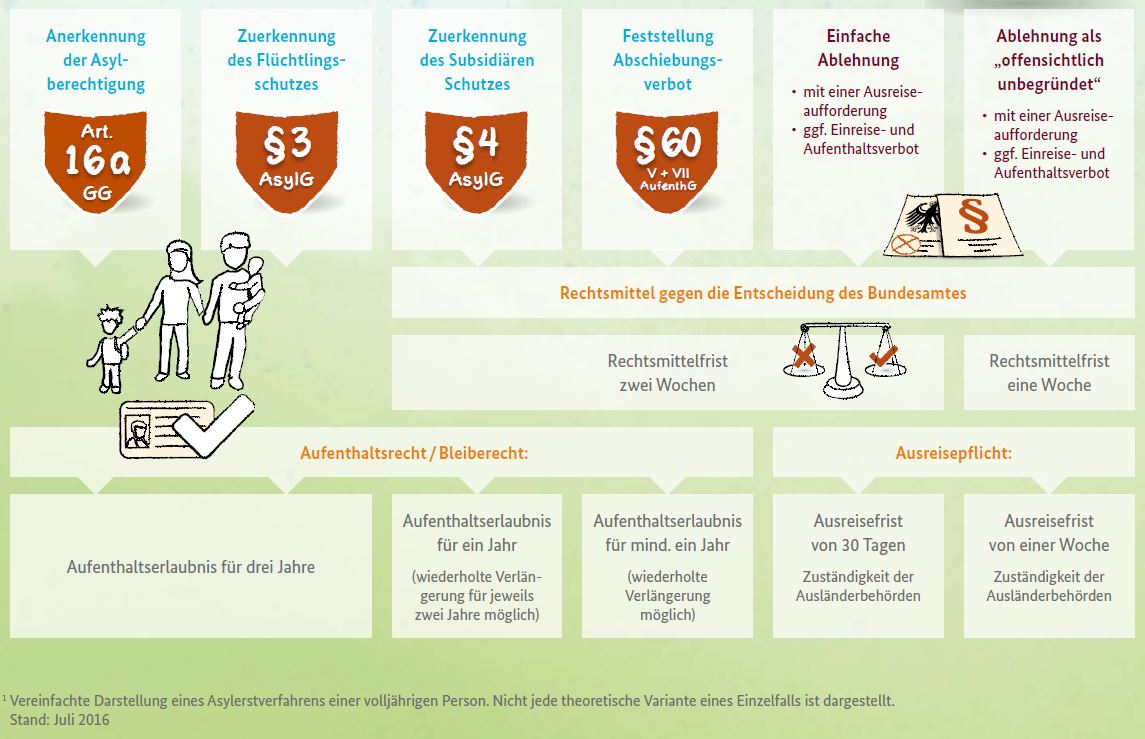 Anerkennung
der Asyl-
berechtigung
Art.
16a
GG
Zuerkennung
des Flüchtlings-
schutzes
§3
AsylG
Zuerkennung
des Subsidiären
Schutzes
§4
AsylG
Feststellung
Abschiebungs-
verbot
§60
V + VII
AufenthG
Einfache
Ablehnung
• mit einer Ausreise-
aufforderung
• ggf. Einreise- und
Aufenthaltsverbot
Ablehnung als
„offensichtlich
unbegründet“
• mit einer Ausreise-
aufforderung
• ggf. Einreise- und
Aufenthaltsverbot
§
Rechtsmittel gegen die Entscheidung des Bundesamtes
Rechtsmittelfrist
zwei Wochen
Rechtsmittelfrist
eine Woche
Aufenthaltsrecht / Bleiberecht:
Ausreisepflicht:
Aufenthaltserlaubnis für drei Jahre
Aufenthaltserlaubnis
für ein Jahr
(wiederholte Verlän-
gerung für jeweils
zwei Jahre möglich)
Aufenthaltserlaubnis
für mind. ein Jahr
(wiederholte
Verlängerung
möglich)
Ausreisefrist
von 30 Tagen
Zuständigkeit der
Ausländerbehörden
Ausreisefrist
von einer Woche
Zuständigkeit der
Ausländerbehörden
¹ Vereinfachte Darstellung eines Asylerstverfahrens einer volljährigen Person. Nicht jede theoretische Variante eines Einzelfalls ist dargestellt.
Stand: Juli 2016